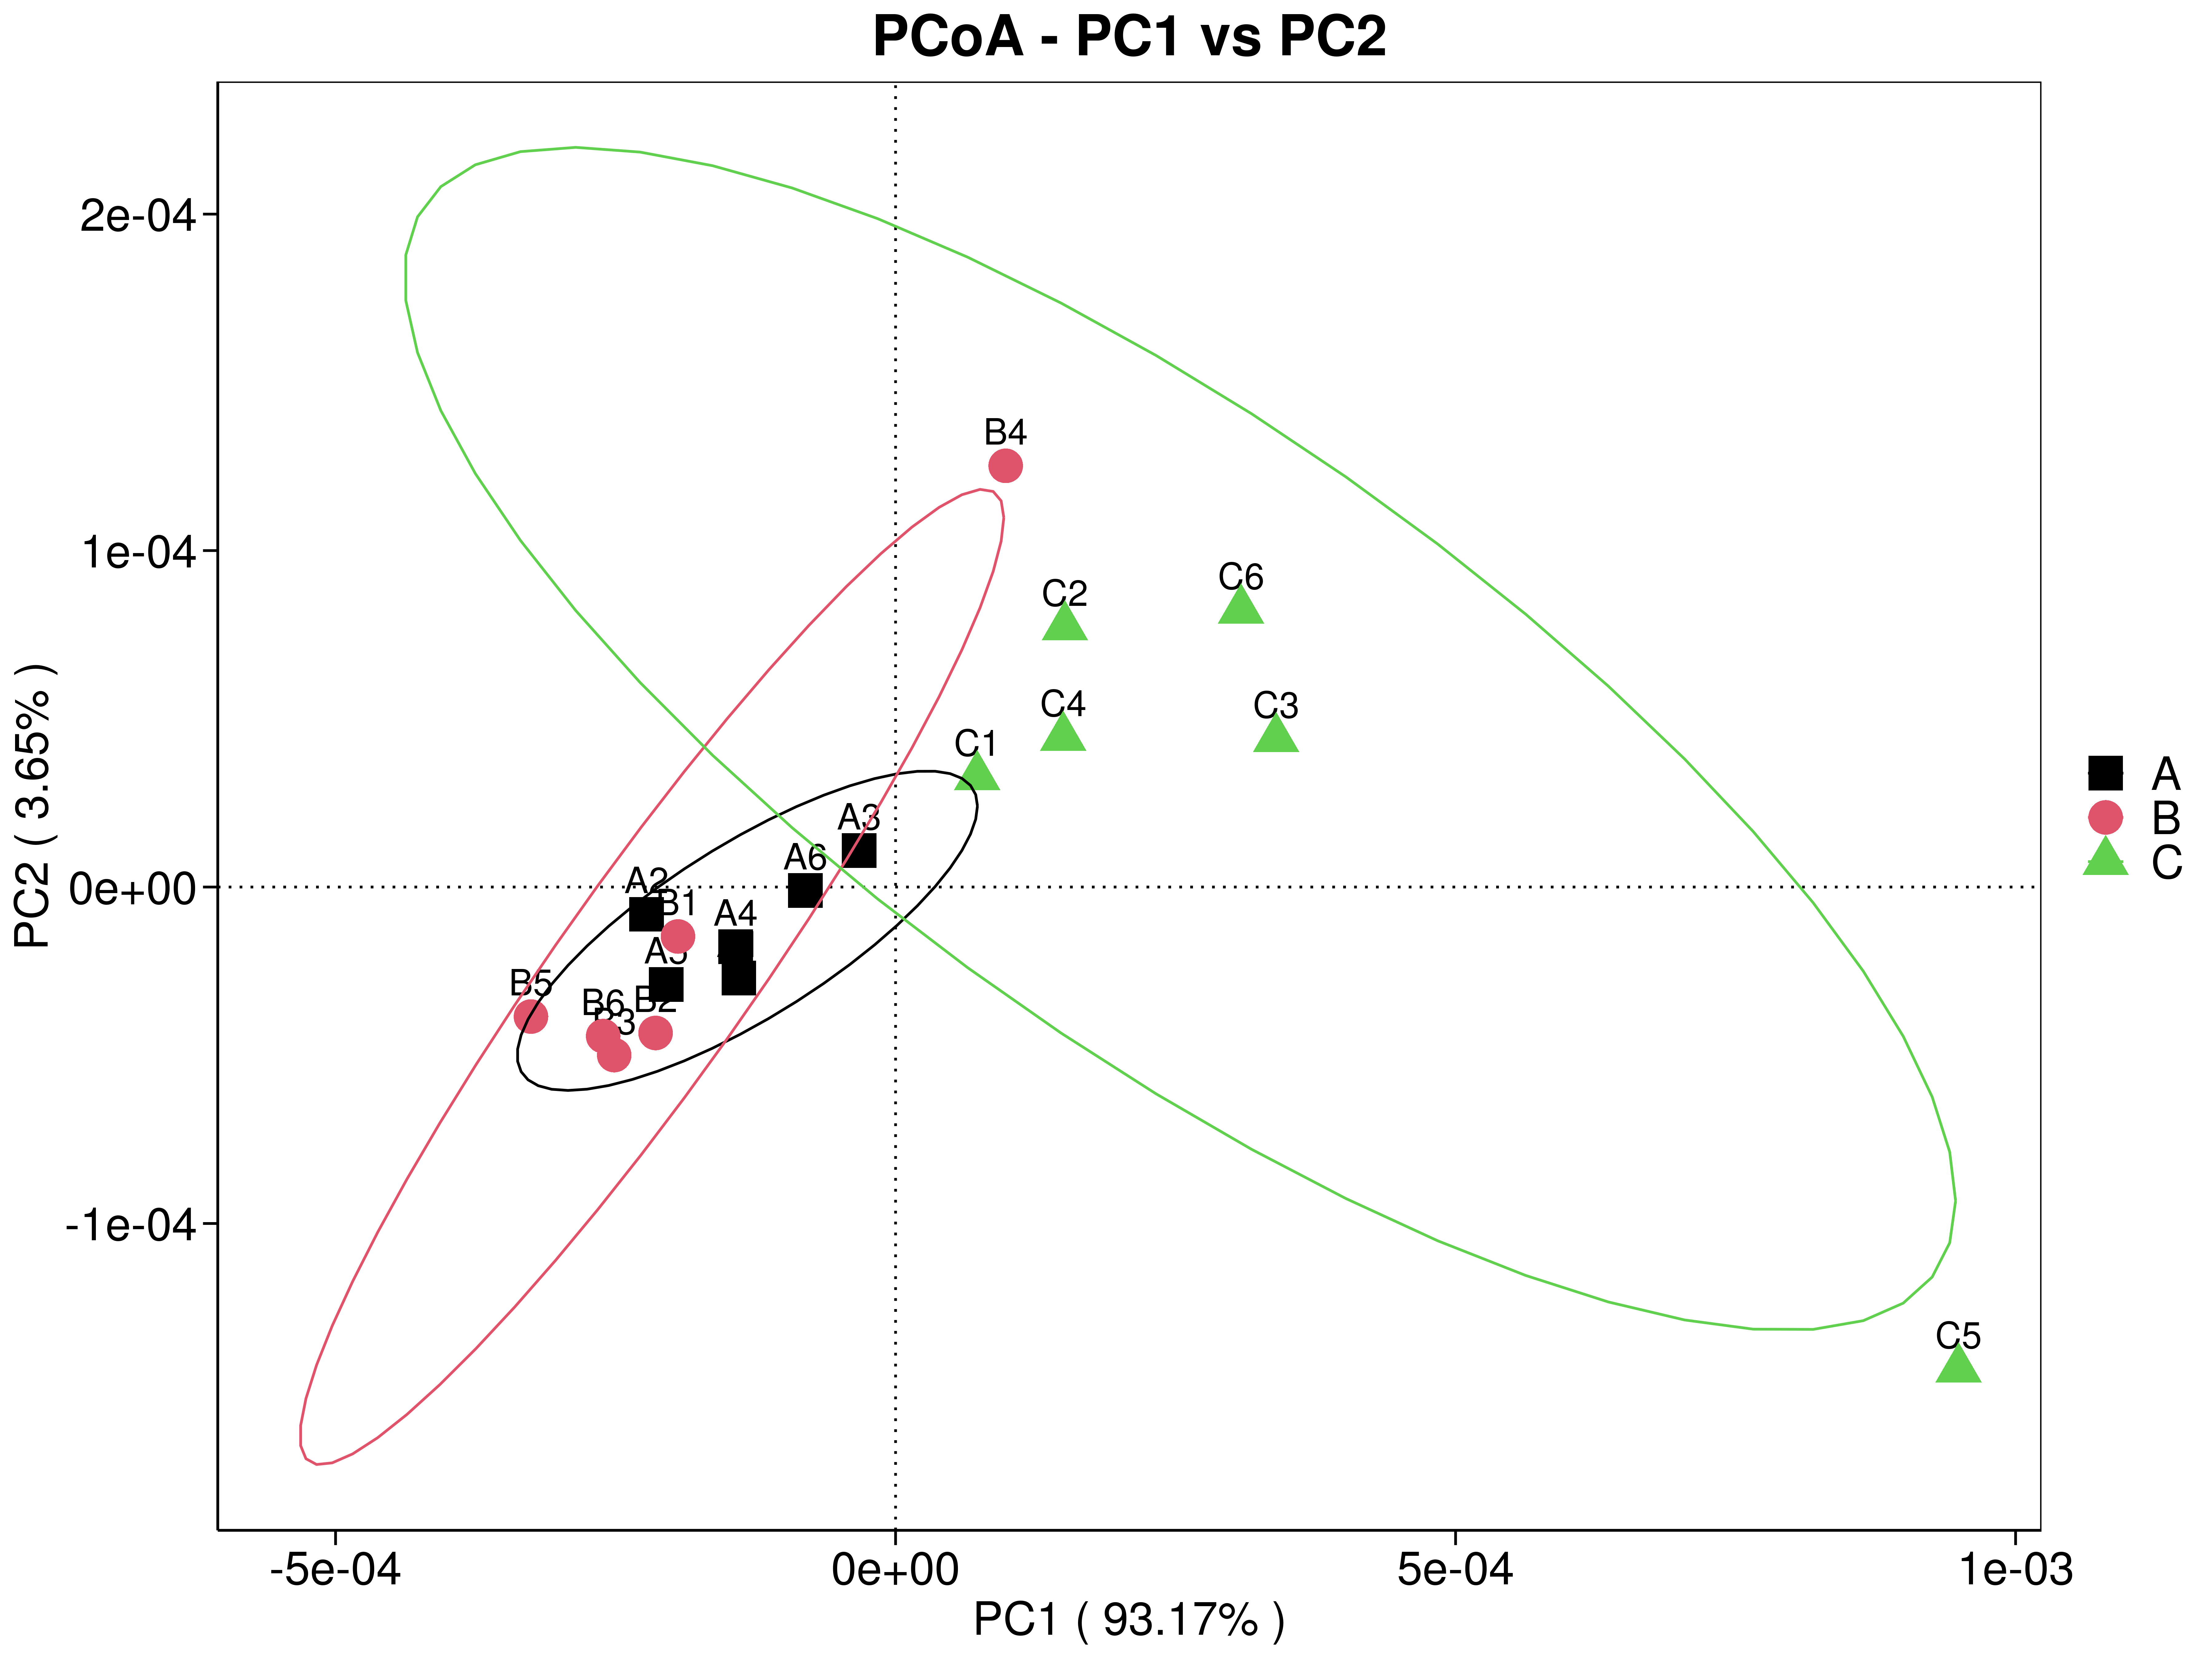 PCoA - PC1 vs PC2
2e-04
1e-04
0e+00
-1e-04
PC2 ( 3.65% )
B4
C6
C2
C4
C3
C1
A3
A6
A2
B1
A4
A5
B5
B6
B2
B3
C5
A
B
C
-5e-04
0e+00
5e-04
1e-03
PC1 ( 93.17% )